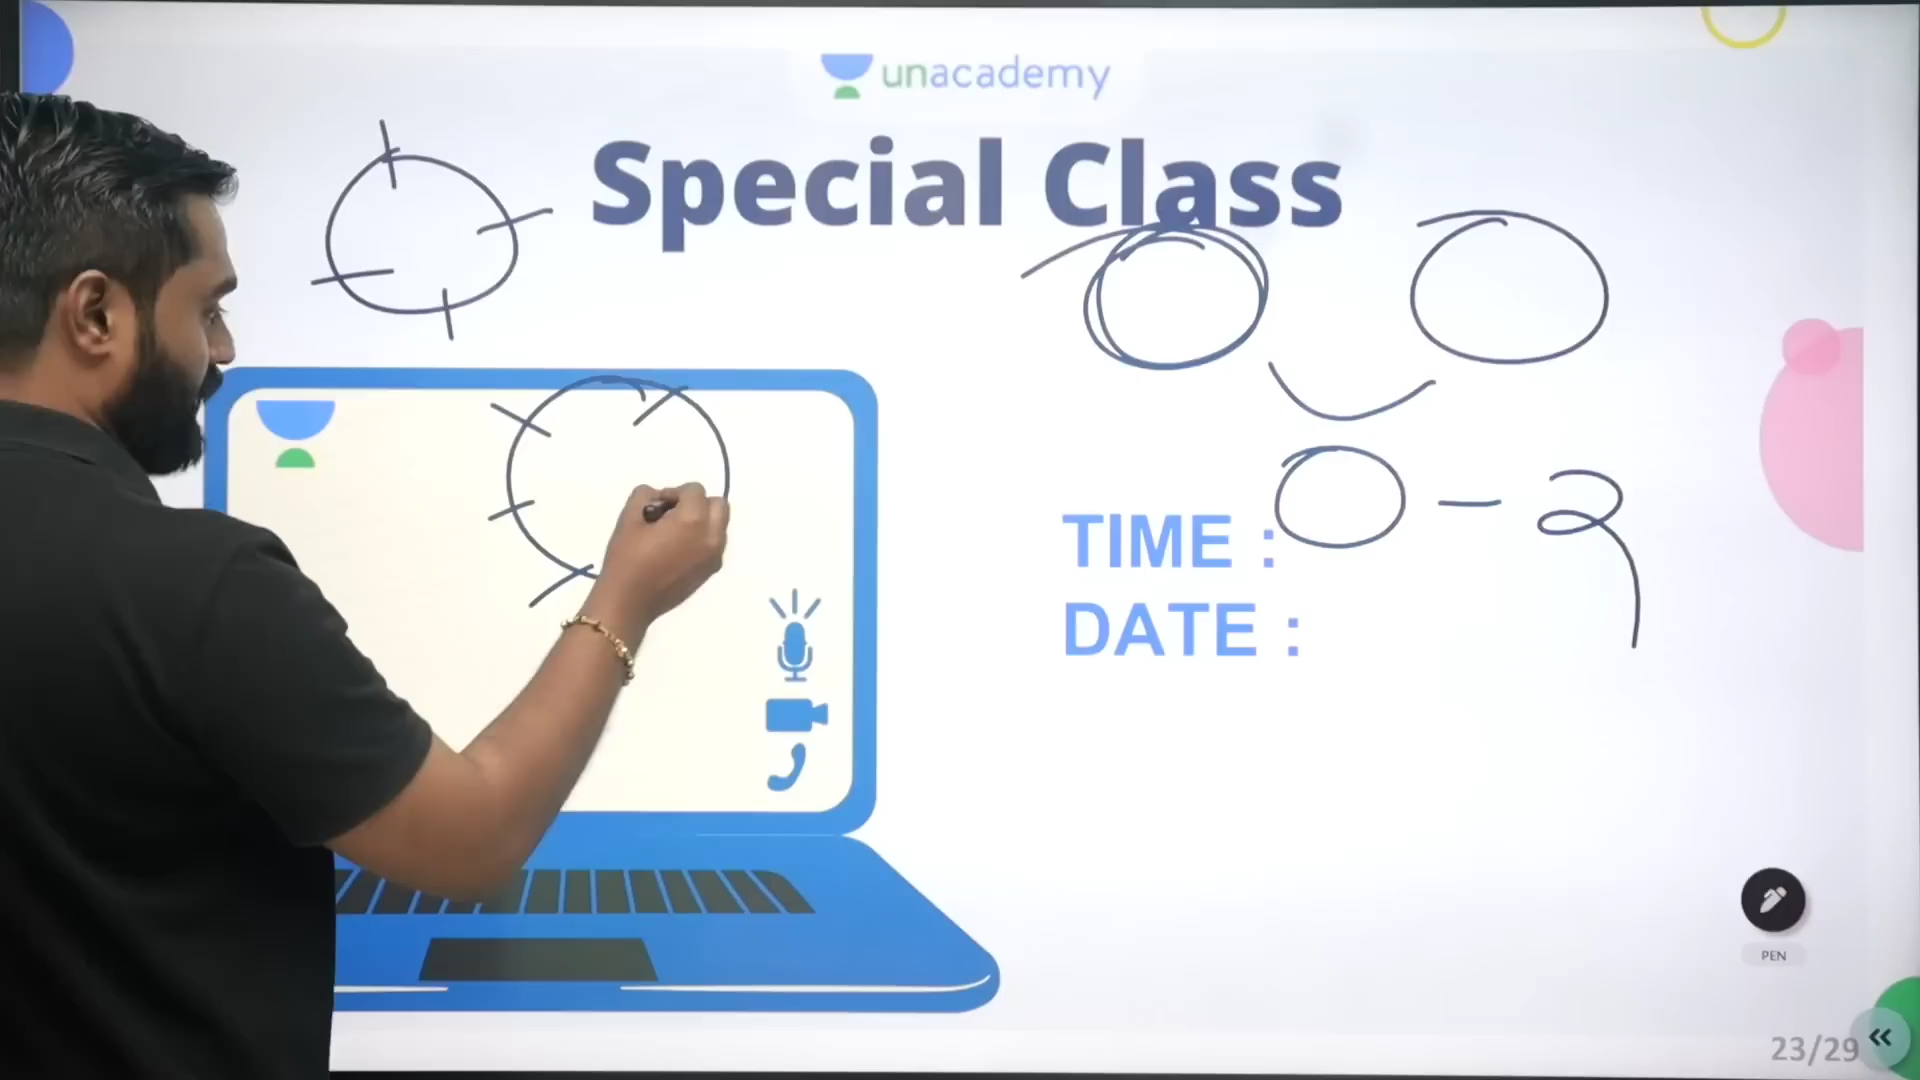 unacademy
Special Class
TIME :
DATE :
PEN
23/29